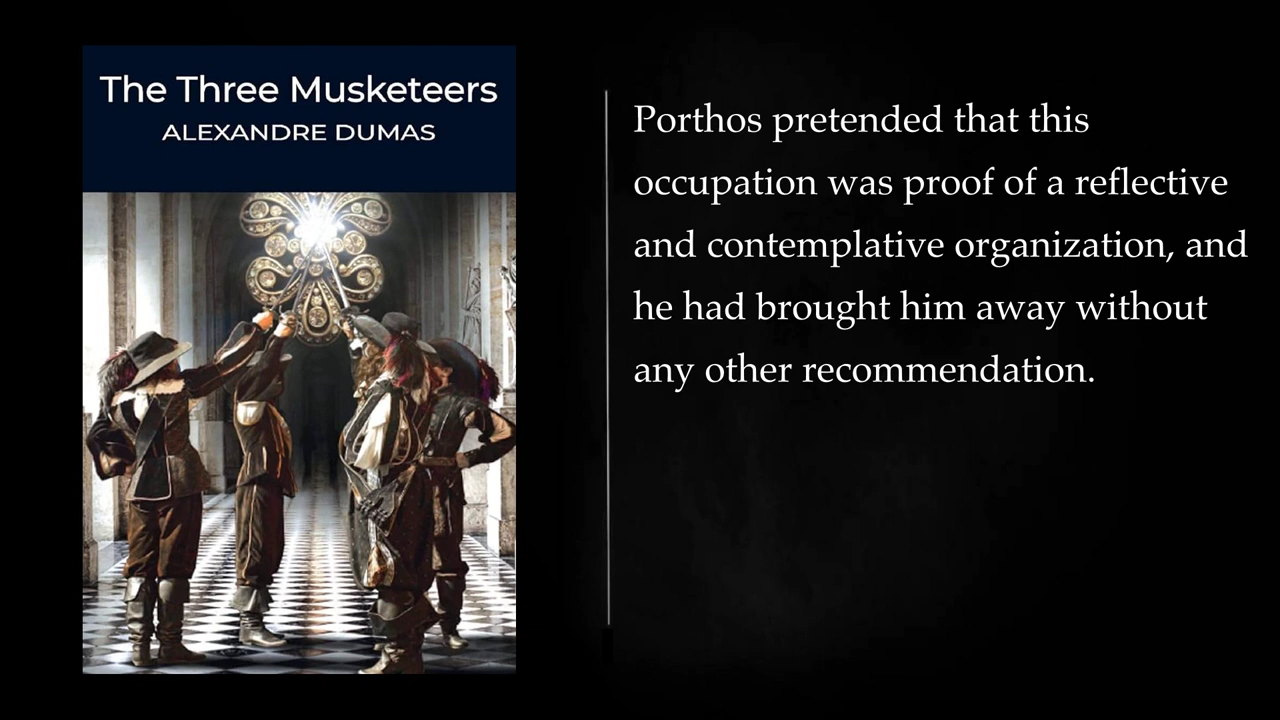 The Three Musketeers
ALEXANDRE DUMAS
Porthos pretended that this
occupation was proof of a reflective
and contemplative organization, and
he had brought him away without
any other recommendation.